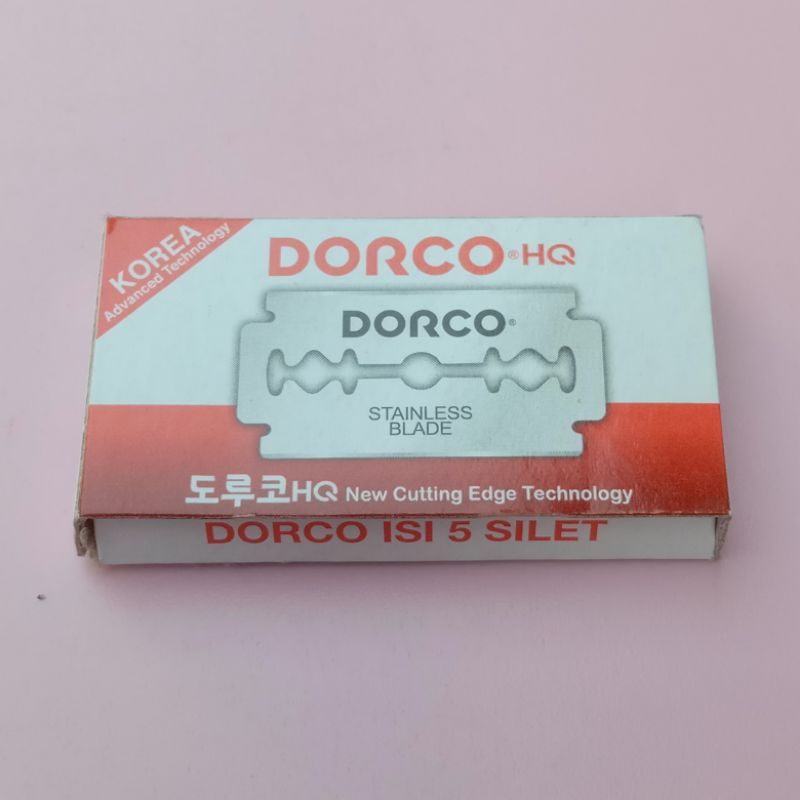 KOREA
Advanced Technology
DORCO® HQ
DORCO®
STAINLESS
BLADE
도루코HQ New Cutting Edge Technology
DORCO ISI 5 SILET